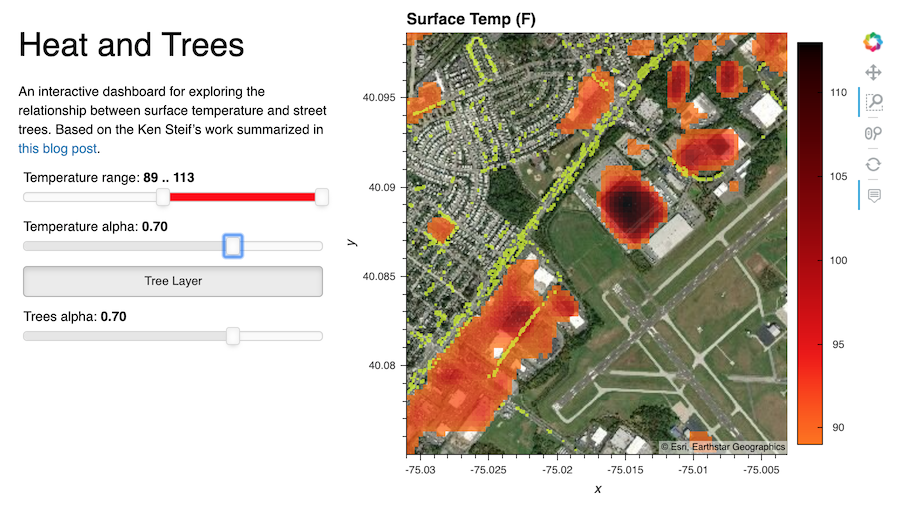 Heat and Trees
An interactive dashboard for exploring the
relationship between surface temperature and street
trees. Based on the Ken Steif's work summarized in
this blog post.
Temperature range: 89 .. 113
Temperature alpha: 0.70
Tree Layer
Trees alpha: 0.70
Surface Temp (F)
y
40.095
40.09
40.085
40.08
-75.03
-75.025
-75.02
-75.015
-75.01
-75.005
x
© Esri, Earthstar Geographics
110
105
100
95
90